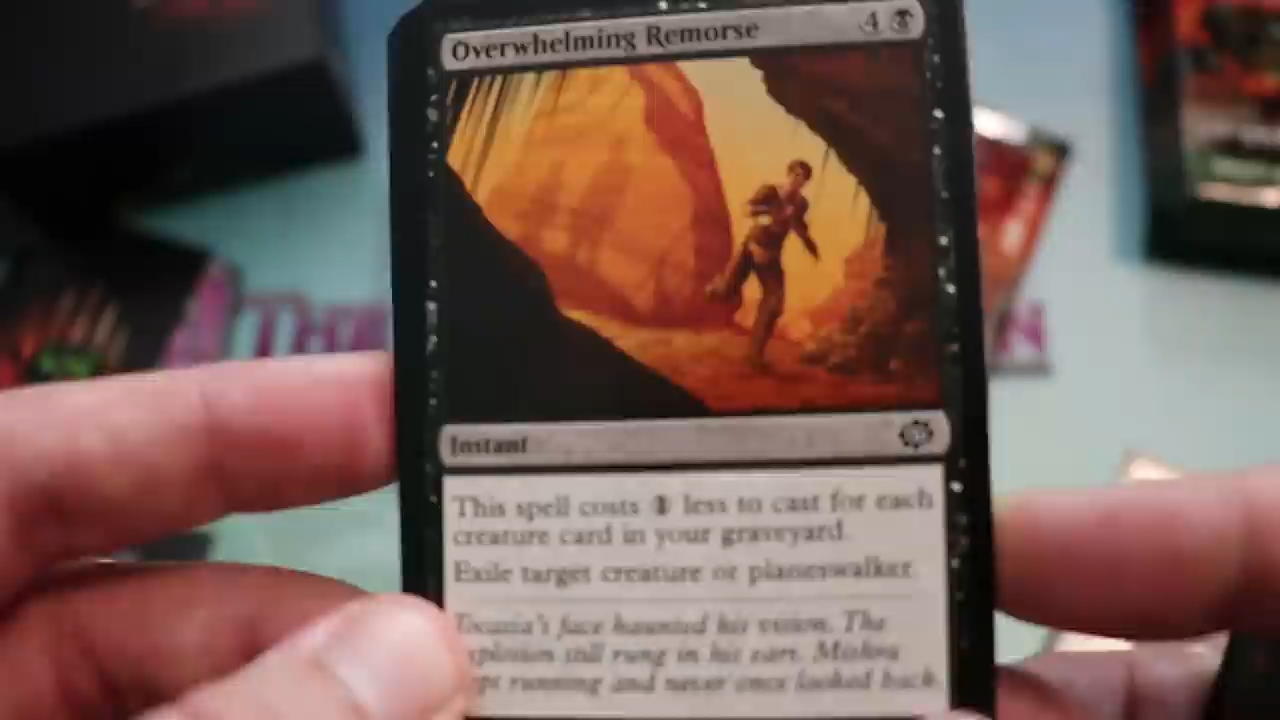 Overwhelming Remorse 4
Instant
This spell costs 1 less to cast for each
creature card in your graveyard.
Exile target creature or planeswalker.
Tocasia's face haunted his vision. The
explosion still rung in his ears. Mishra
kept running and never once looked back.